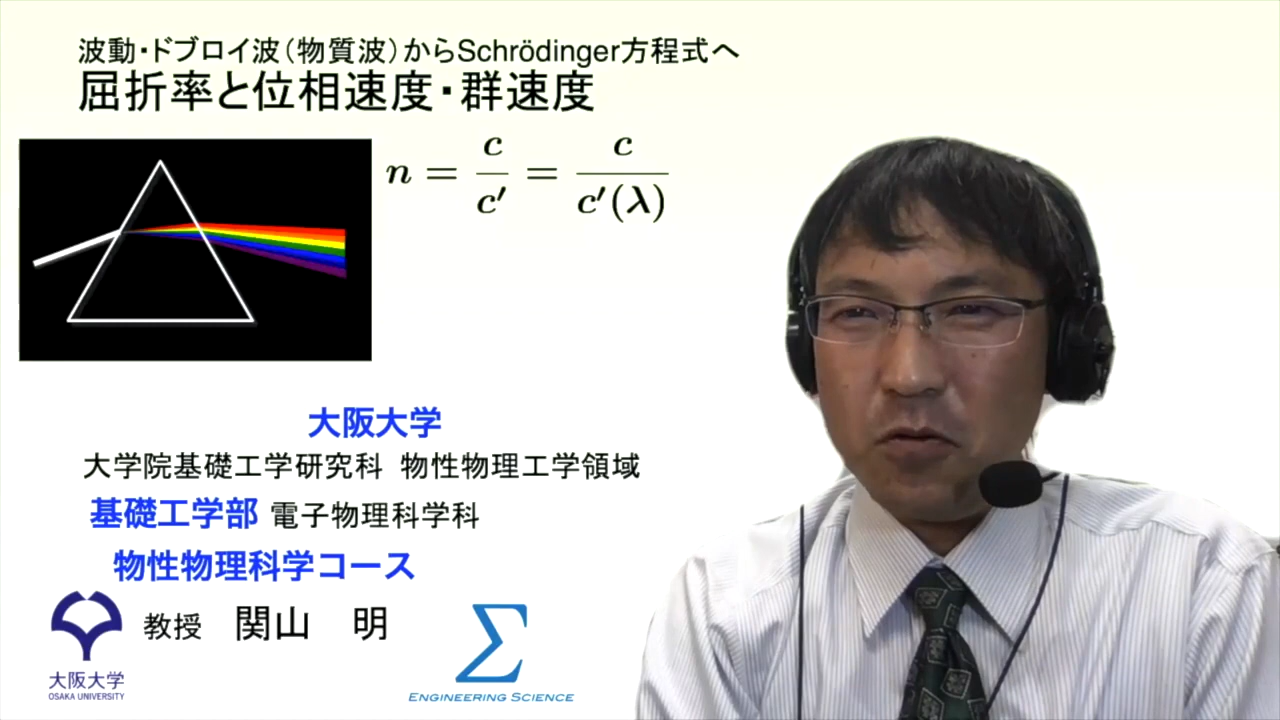 波動・ドブロイ波（物質波）からSchrödinger方程式へ
屈折率と位相速度・群速度
n = c/c′ = c/c′(λ)
大阪大学
大学院基礎工学研究科 物性物理工学領域
基礎工学部 電子物理科学科
物性物理科学コース
教授 関山 明
大阪大学
OSAKA UNIVERSITY
Σ
ENGINEERING SCIENCE